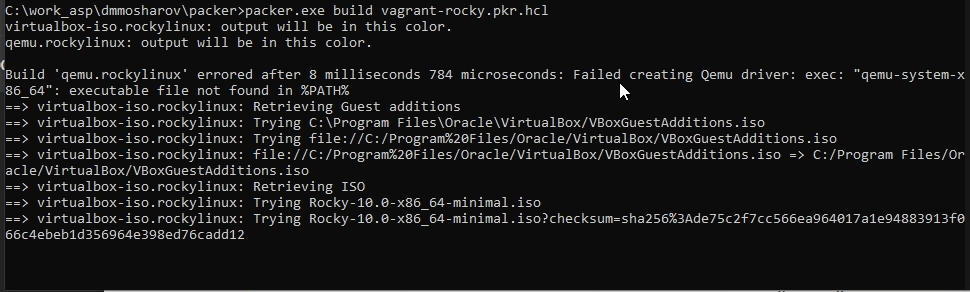 C:\work_asp\dmmosharov\packer>packer.exe build vagrant-rocky.pkr.hcl
virtualbox-iso.rockylinux: output will be in this color.
qemu.rockylinux: output will be in this color.
Build 'qemu.rockylinux' errored after 8 milliseconds 784 microseconds: Failed creating Qemu driver: exec: "qemu-system-x
86_64": executable file not found in %PATH%
==> virtualbox-iso.rockylinux: Retrieving Guest additions
==> virtualbox-iso.rockylinux: Trying C:\Program Files\Oracle\VirtualBox/VBoxGuestAdditions.iso
==> virtualbox-iso.rockylinux: Trying file://C:/Program%20Files/Oracle/VirtualBox/VBoxGuestAdditions.iso
==> virtualbox-iso.rockylinux: file://C:/Program%20Files/Oracle/VirtualBox/VBoxGuestAdditions.iso => C:/Program Files/Or
acle/VirtualBox/VBoxGuestAdditions.iso
==> virtualbox-iso.rockylinux: Retrieving ISO
==> virtualbox-iso.rockylinux: Trying Rocky-10.0-x86_64-minimal.iso
==> virtualbox-iso.rockylinux: Trying Rocky-10.0-x86_64-minimal.iso?checksum=sha256%3Ade75c2f7cc566ea964017a1e94883913f0
66c4ebeb1d356964e398ed76cadd12